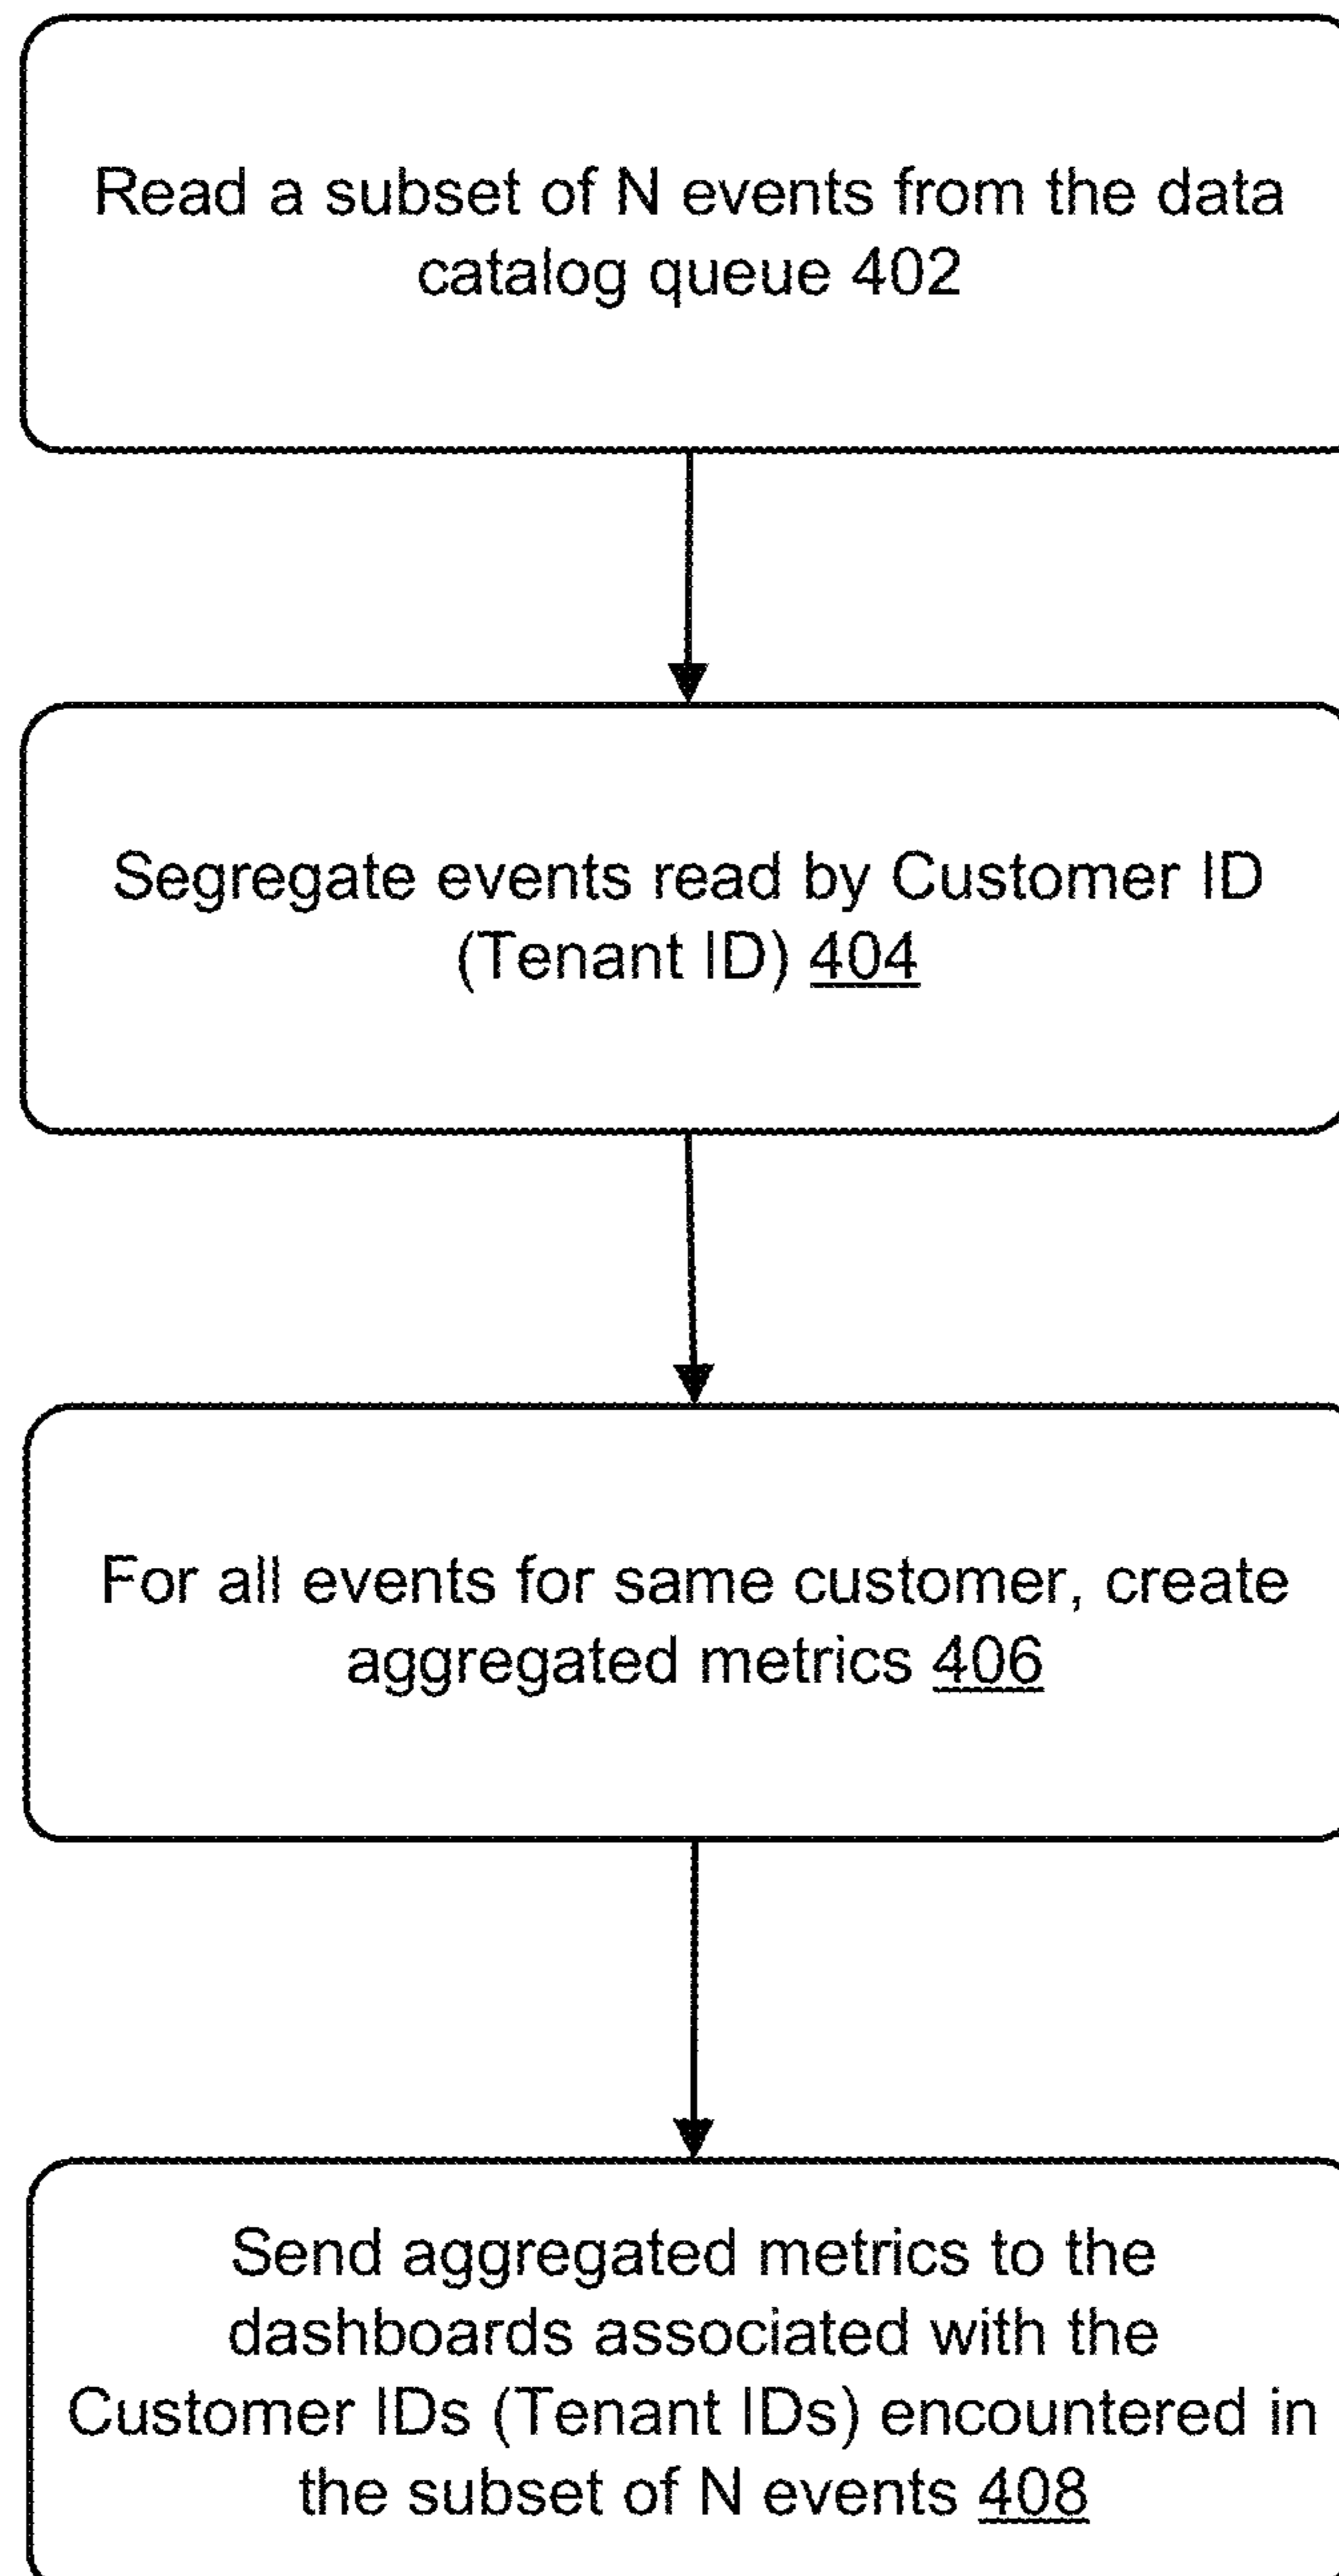 Read a subset of N events from the data
catalog queue 402
Segregate events read by Customer ID
(Tenant ID) 404
For all events for same customer, create
aggregated metrics 406
Send aggregated metrics to the
dashboards associated with the
Customer IDs (Tenant IDs) encountered in
the subset of N events 408